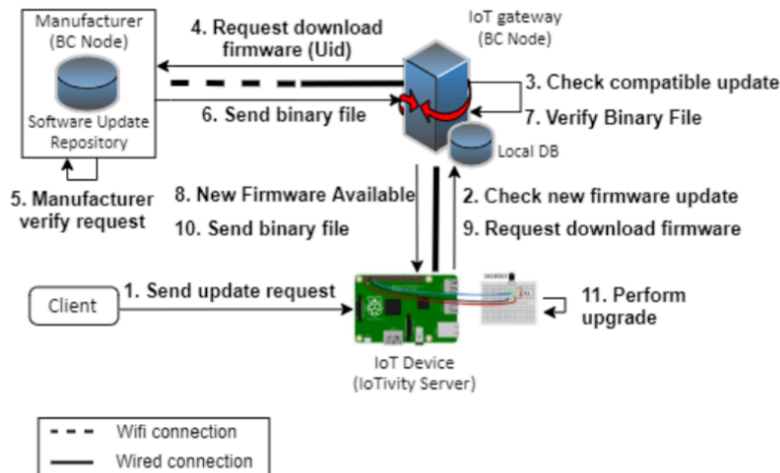 Manufacturer
(BC Node)
Software Update
Repository
4. Request download
firmware (Uid)
6. Send binary file
IoT gateway
(BC Node)
3. Check compatible update
7. Verify Binary File
Local DB
5. Manufacturer
verify request
8. New Firmware Available
10. Send binary file
2. Check new firmware update
9. Request download firmware
Client
1. Send update request
11. Perform
upgrade
IoT Device
(IoTivity Server)
Wifi connection
Wired connection